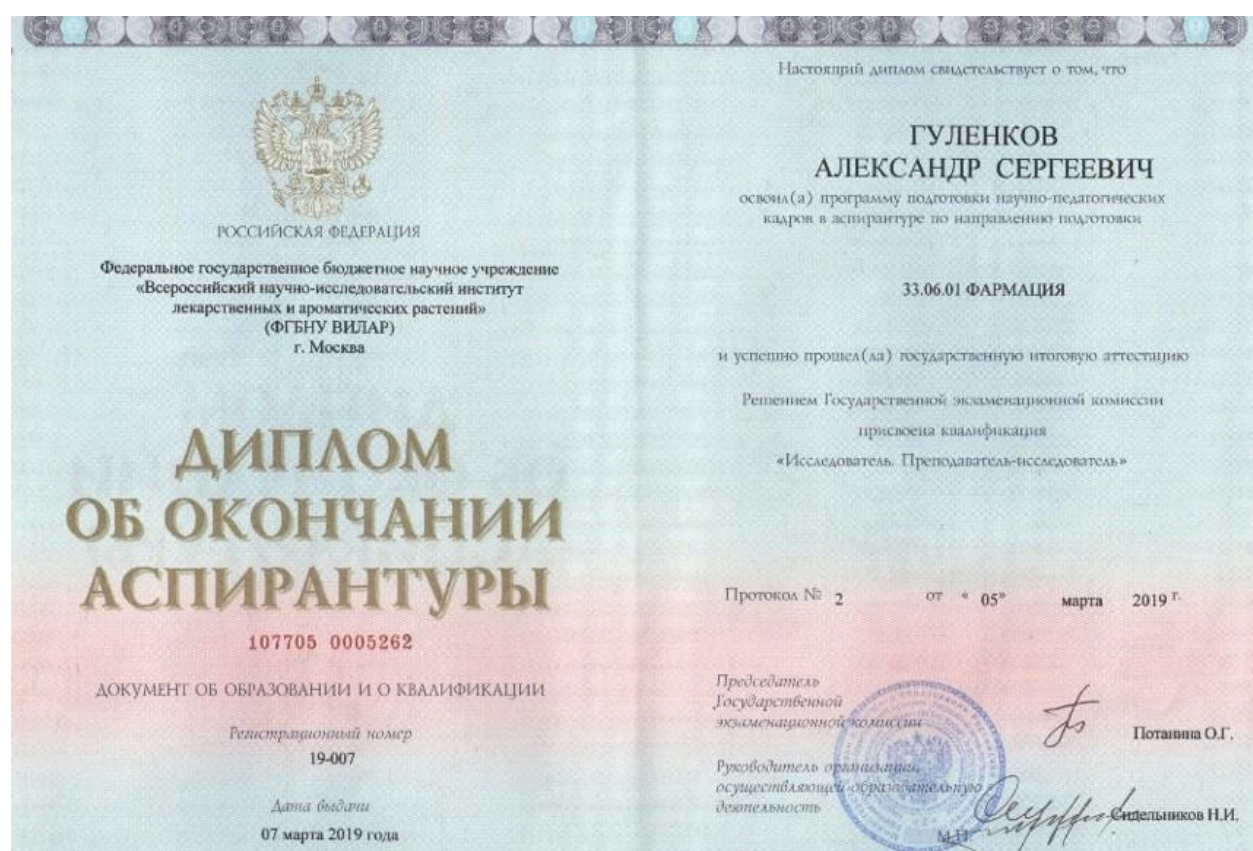 РОССИЙСКАЯ ФЕДЕРАЦИЯ
Федеральное государственное бюджетное научное учреждение
«Всероссийский научно-исследовательский институт
лекарственных и ароматических растений»
(ФГБНУ ВИЛАР)
г. Москва
ДИПЛОМ
ОБ ОКОНЧАНИИ
АСПИРАНТУРЫ
107705 0005262
ДОКУМЕНТ ОБ ОБРАЗОВАНИИ И О КВАЛИФИКАЦИИ
Регистрационный номер
19-007
Дата выдачи
07 марта 2019 года
Настоящий диплом свидетельствует о том, что
ГУЛЕНКОВ
АЛЕКСАНДР СЕРГЕЕВИЧ
освоил(а) программу подготовки научно-педагогических
кадров в аспирантуре по направлению подготовки
33.06.01 ФАРМАЦИЯ
и успешно прошел(ла) государственную итоговую аттестацию
Решением Государственной экзаменационной комиссии
присвоена квалификация
«Исследователь. Преподаватель-исследователь»
Протокол № 2 от « 05» марта 2019 г.
Председатель
Государственной
экзаменационной комиссии
Потанина О.Г.
Руководитель организации,
осуществляющей образовательную
деятельность
Сидельников Н.И.
М.П.